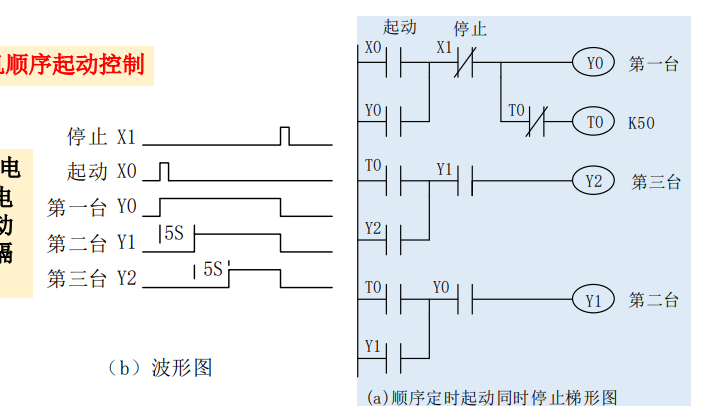 顺序起动控制
电
电
动
隔
停止 X1
起动 X0
第一台 Y0
5S
第二台 Y1
5S
第三台 Y2
（b）波形图
起动
停止
X0
X1
Y0
第一台
Y0
T0
T0
K50
T0
Y1
Y2
第三台
Y2
T0
Y0
Y1
第二台
Y1
(a)顺序定时起动同时停止梯形图